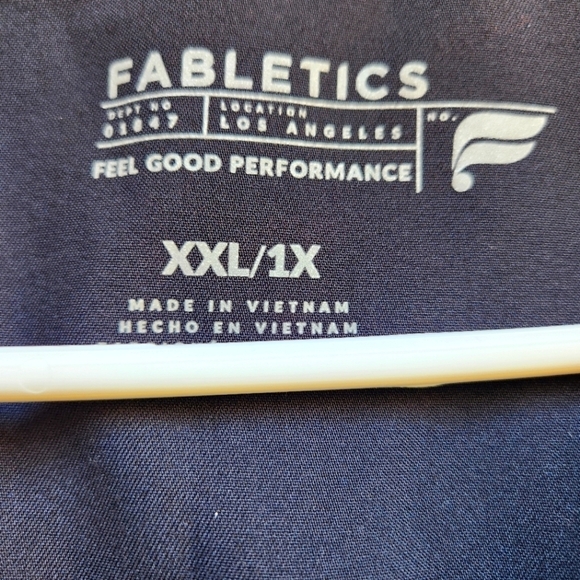 FABLETICS
DEPT NO
01847
LOCATION
LOS ANGELES
NO.
FEEL GOOD PERFORMANCE
XXL/1X
MADE IN VIETNAM
HECHO EN VIETNAM